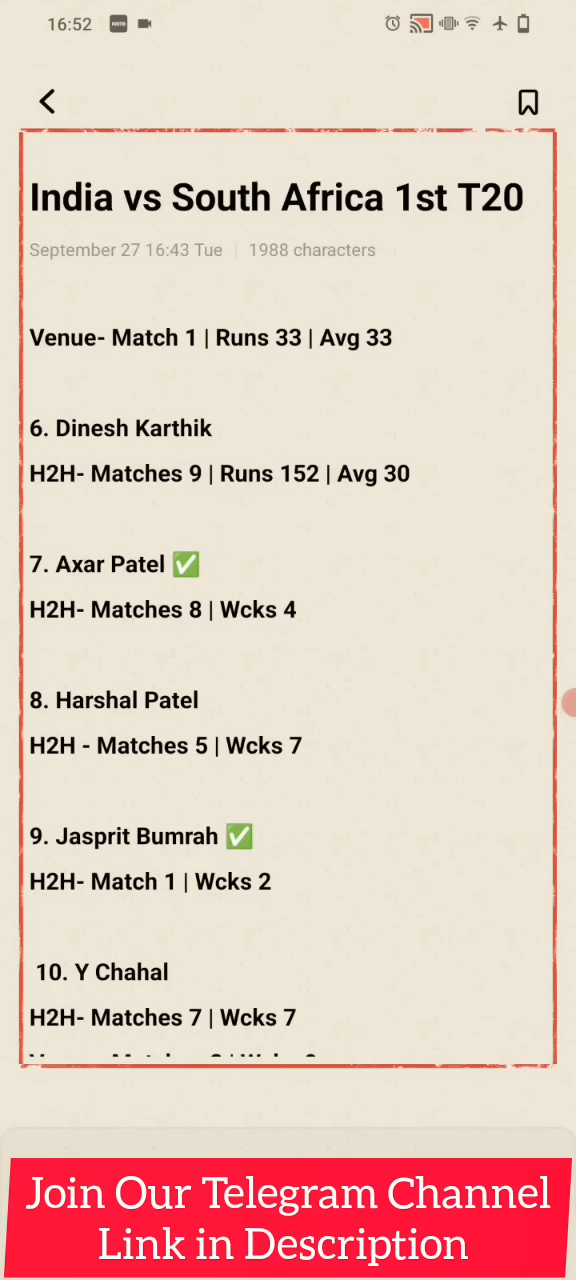 16:52
India vs South Africa 1st T20
September 27 16:43 Tue | 1988 characters
Venue- Match 1 | Runs 33 | Avg 33
6. Dinesh Karthik
H2H- Matches 9 | Runs 152 | Avg 30
7. Axar Patel ✅
H2H- Matches 8 | Wcks 4
8. Harshal Patel
H2H - Matches 5 | Wcks 7
9. Jasprit Bumrah ✅
H2H- Match 1 | Wcks 2
10. Y Chahal
H2H- Matches 7 | Wcks 7
Join Our Telegram Channel
Link in Description